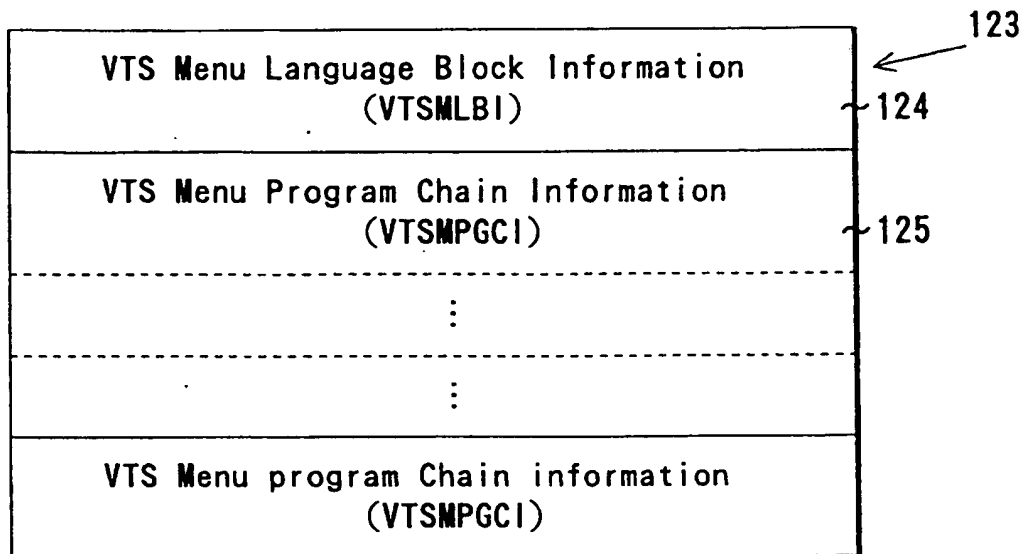 123
VTS Menu Language Block Information
(VTSMLBI)
124
VTS Menu Program Chain Information
(VTSMPGCI)
125
⋮
⋮
VTS Menu program Chain information
(VTSMPGCI)